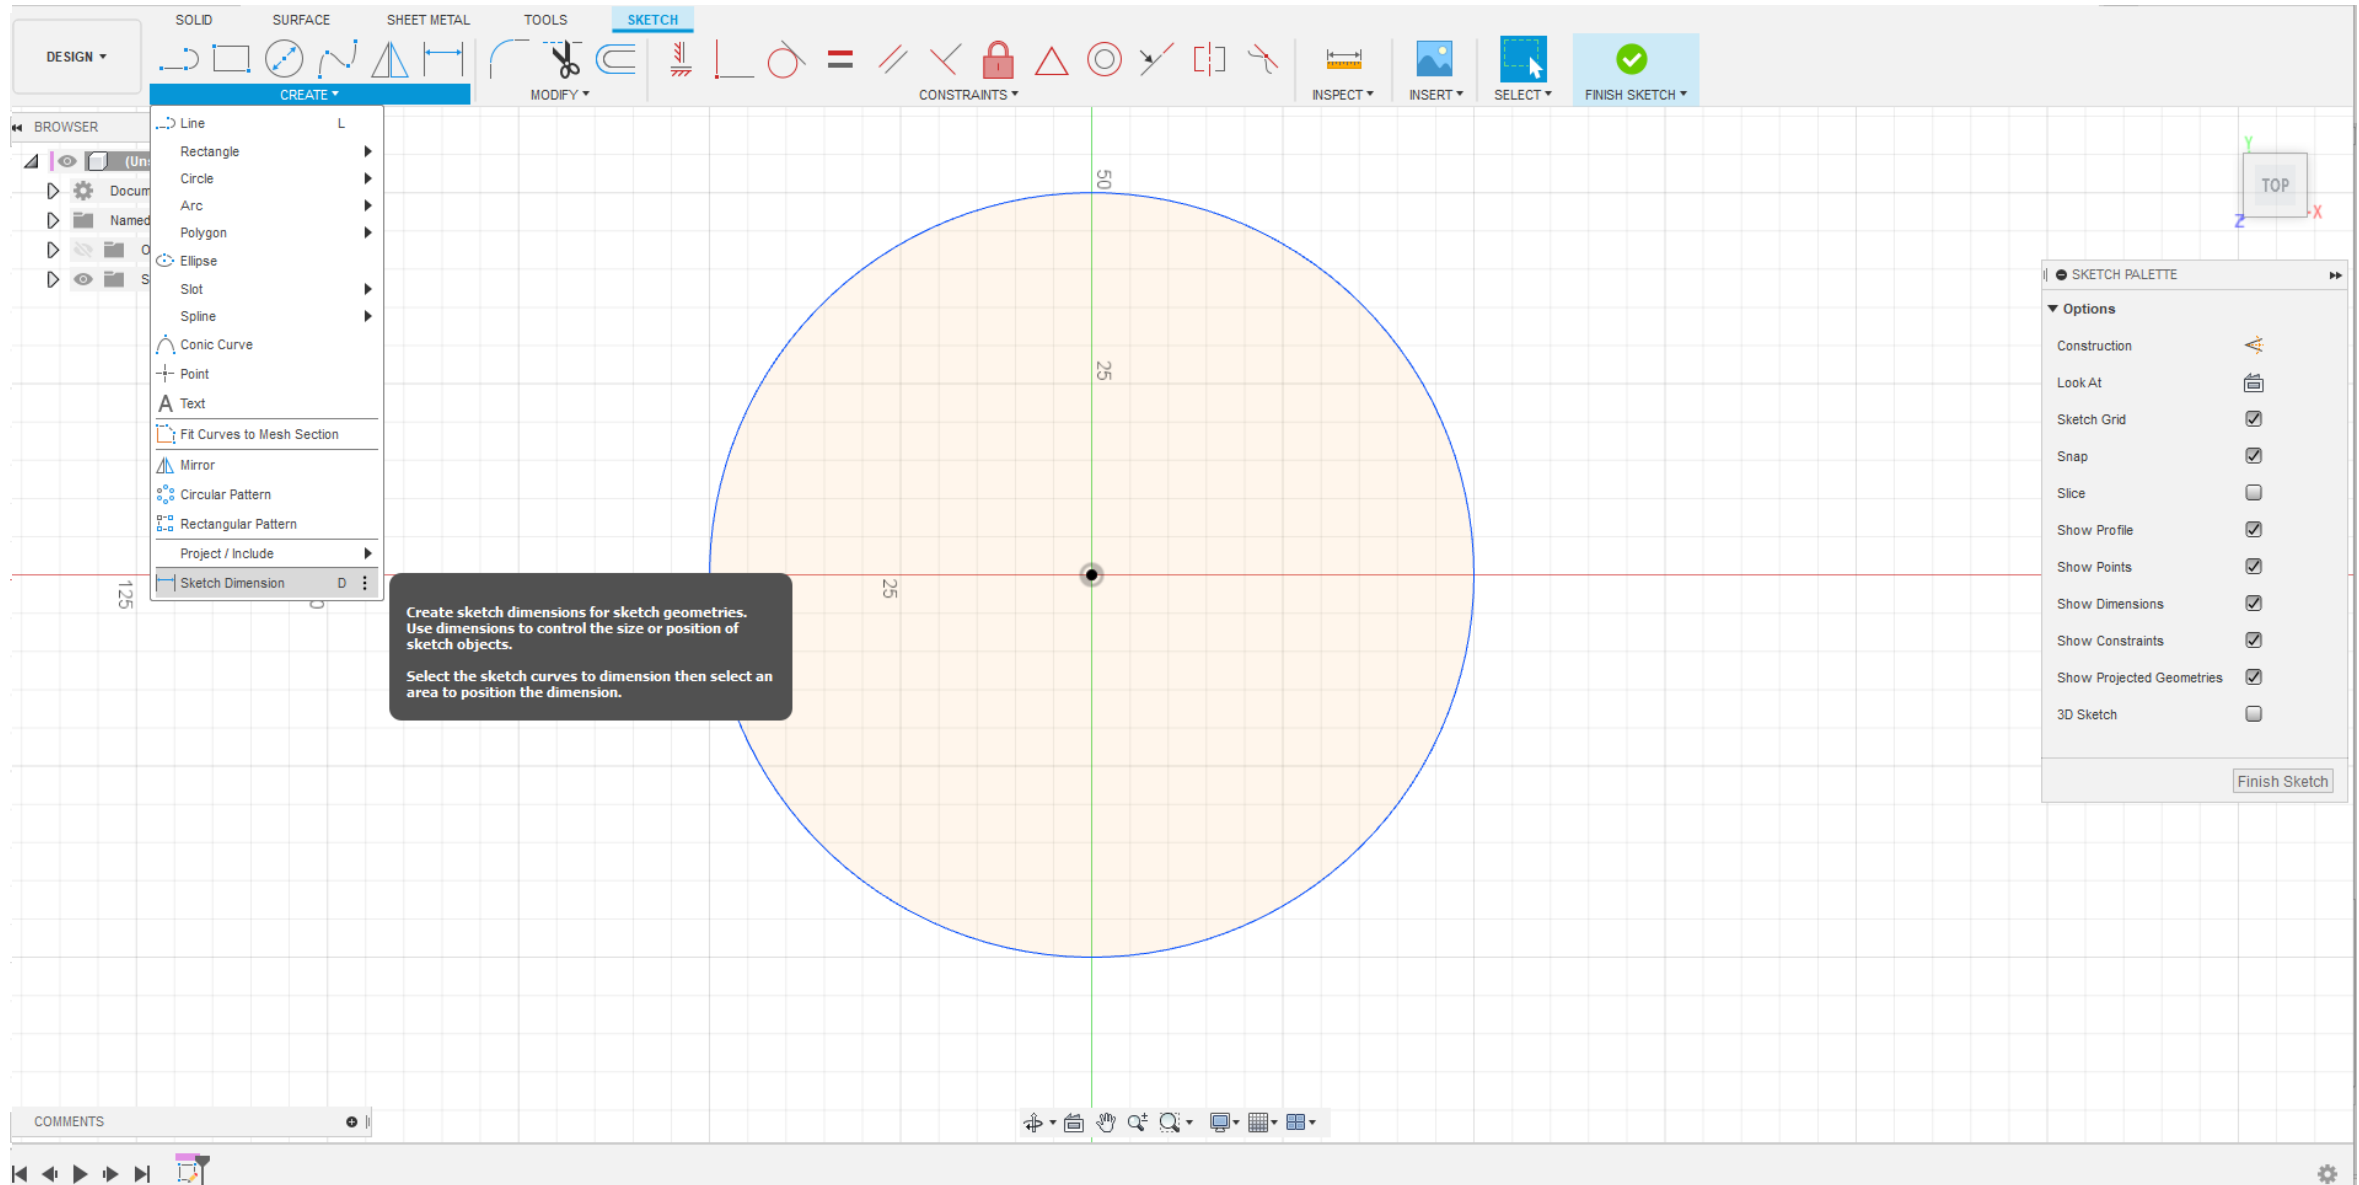 SOLID SURFACE SHEET METAL TOOLS SKETCH
DESIGN
CREATE MODIFY CONSTRAINTS INSPECT INSERT SELECT FINISH SKETCH
BROWSER
(Un
Docum
Named
O
S
Line L
Rectangle
Circle
Arc
Polygon
Ellipse
Slot
Spline
Conic Curve
Point
A Text
Fit Curves to Mesh Section
Mirror
Circular Pattern
Rectangular Pattern
Project / Include
Sketch Dimension D
Create sketch dimensions for sketch geometries.
Use dimensions to control the size or position of
sketch objects.
Select the sketch curves to dimension then select an
area to position the dimension.
50
25
25
125
0
Y
TOP
X
Z
SKETCH PALETTE
Options
Construction
Look At
Sketch Grid
Snap
Slice
Show Profile
Show Points
Show Dimensions
Show Constraints
Show Projected Geometries
3D Sketch
Finish Sketch
COMMENTS